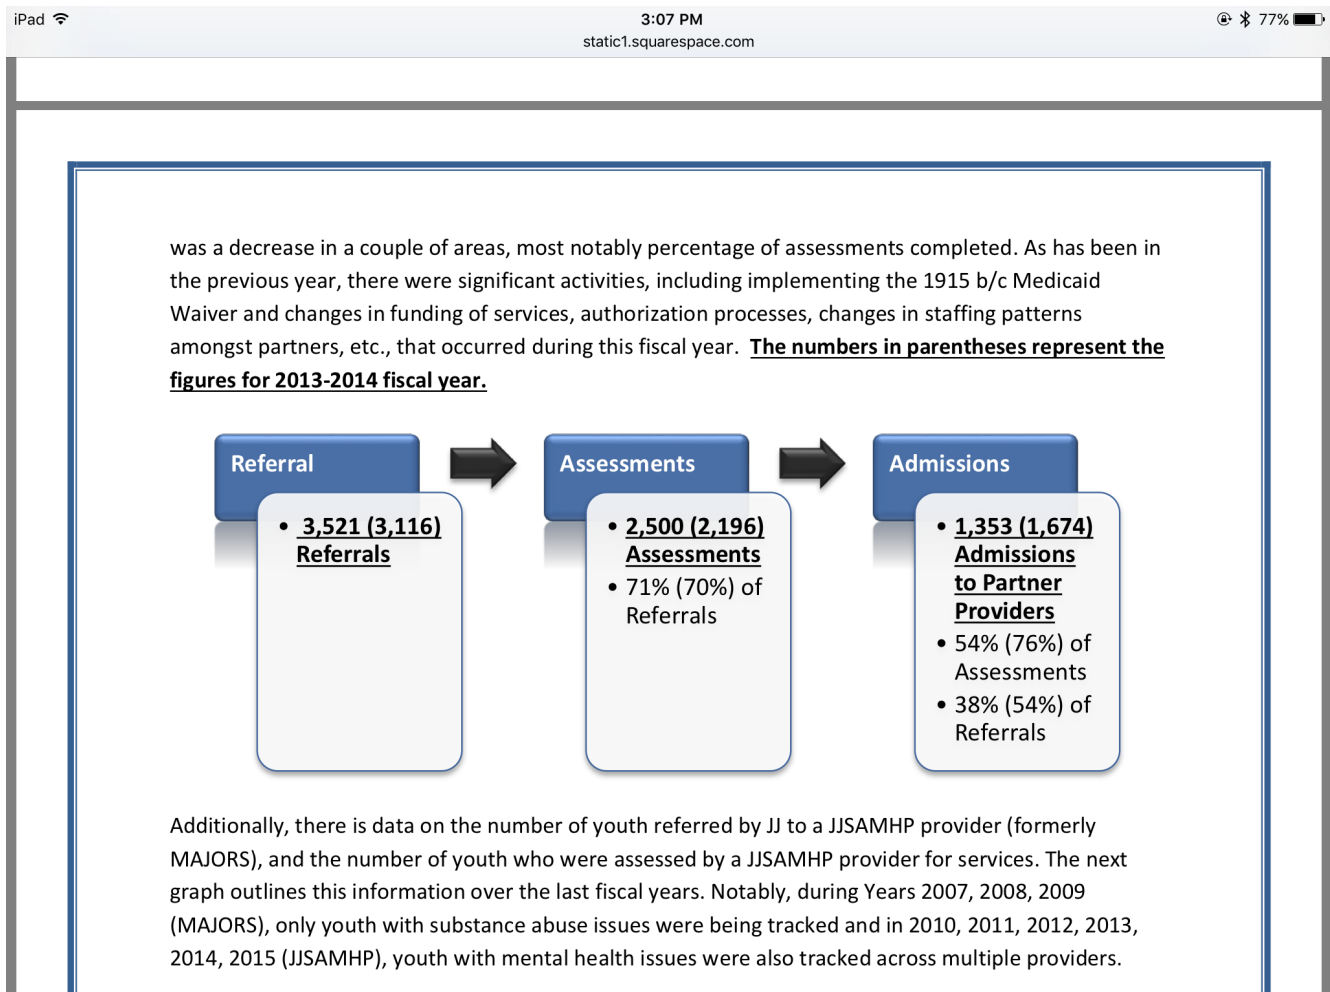 iPad
3:07 PM
77%
static1.squarespace.com
was a decrease in a couple of areas, most notably percentage of assessments completed. As has been in
the previous year, there were significant activities, including implementing the 1915 b/c Medicaid
Waiver and changes in funding of services, authorization processes, changes in staffing patterns
amongst partners, etc., that occurred during this fiscal year. The numbers in parentheses represent the
figures for 2013-2014 fiscal year.
Referral
• 3,521 (3,116)
Referrals
Assessments
• 2,500 (2,196)
Assessments
• 71% (70%) of
Referrals
Admissions
• 1,353 (1,674)
Admissions
to Partner
Providers
• 54% (76%) of
Assessments
• 38% (54%) of
Referrals
Additionally, there is data on the number of youth referred by JJ to a JJSAMHP provider (formerly
MAJORS), and the number of youth who were assessed by a JJSAMHP provider for services. The next
graph outlines this information over the last fiscal years. Notably, during Years 2007, 2008, 2009
(MAJORS), only youth with substance abuse issues were being tracked and in 2010, 2011, 2012, 2013,
2014, 2015 (JJSAMHP), youth with mental health issues were also tracked across multiple providers.